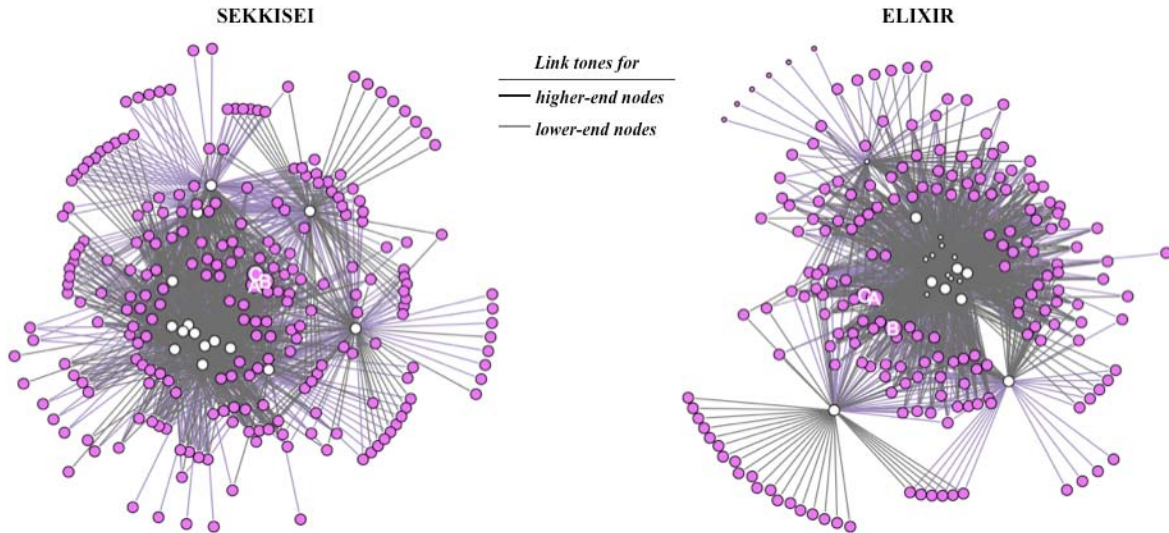 SEKKISEI
ELIXIR
Link tones for
higher-end nodes
lower-end nodes
C
A B
C A
B